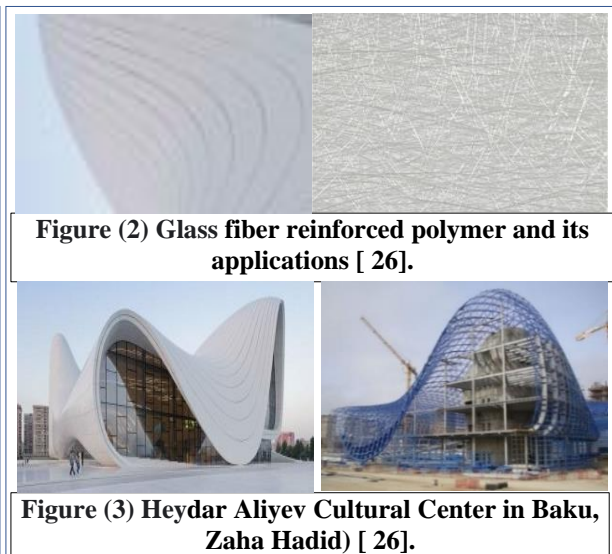 Figure (2) Glass fiber reinforced polymer and its
applications [ 26].
Figure (3) Heydar Aliyev Cultural Center in Baku,
Zaha Hadid) [ 26].